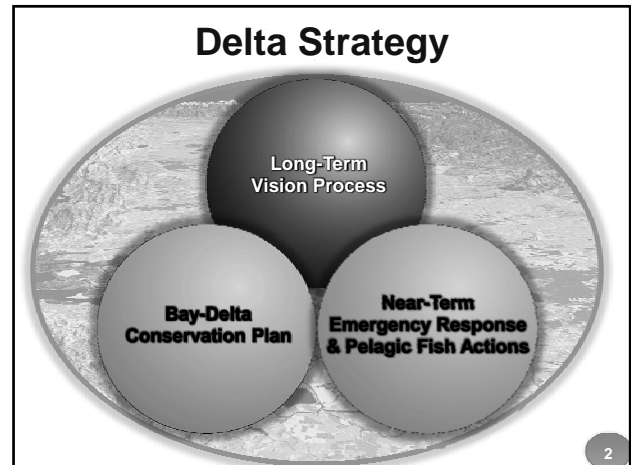 Delta Strategy
Long-Term
Vision Process
Bay-Delta
Conservation Plan
Near-Term
Emergency Response
& Pelagic Fish Actions
2